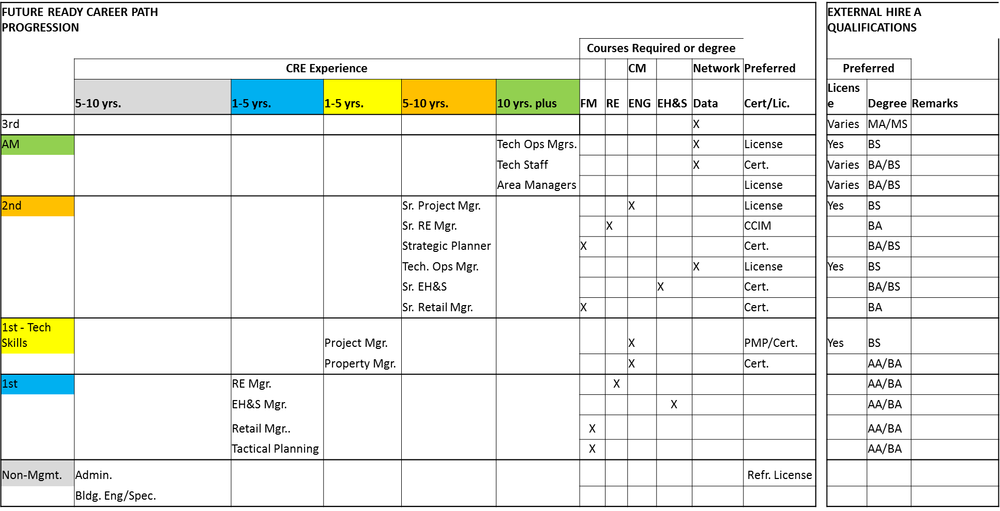 FUTURE READY CAREER PATH
PROGRESSION
EXTERNAL HIRE A
QUALIFICATIONS
Courses Required or degree
CRE Experience CM Network Preferred Preferred
5-10 yrs. 1-5 yrs. 1-5 yrs. 5-10 yrs. 10 yrs. plus FM RE ENG EH&S Data Cert/Lic. Licens
e Degree Remarks
3rd X Varies MA/MS
AM Tech Ops Mgrs. X License Yes BS
Tech Staff X Cert. Varies BA/BS
Area Managers License Varies BA/BS
2nd Sr. Project Mgr. X License Yes BS
Sr. RE Mgr. X CCIM BA
Strategic Planner X Cert. BA/BS
Tech. Ops Mgr. X License Yes BS
Sr. EH&S X Cert. BA/BS
Sr. Retail Mgr. X Cert. BA
1st - Tech
Skills Project Mgr. X PMP/Cert. Yes BS
Property Mgr. X Cert. AA/BA
1st RE Mgr. X AA/BA
EH&S Mgr. X AA/BA
Retail Mgr.. X AA/BA
Tactical Planning X AA/BA
Non-Mgmt. Admin. Refr. License
Bldg. Eng/Spec.